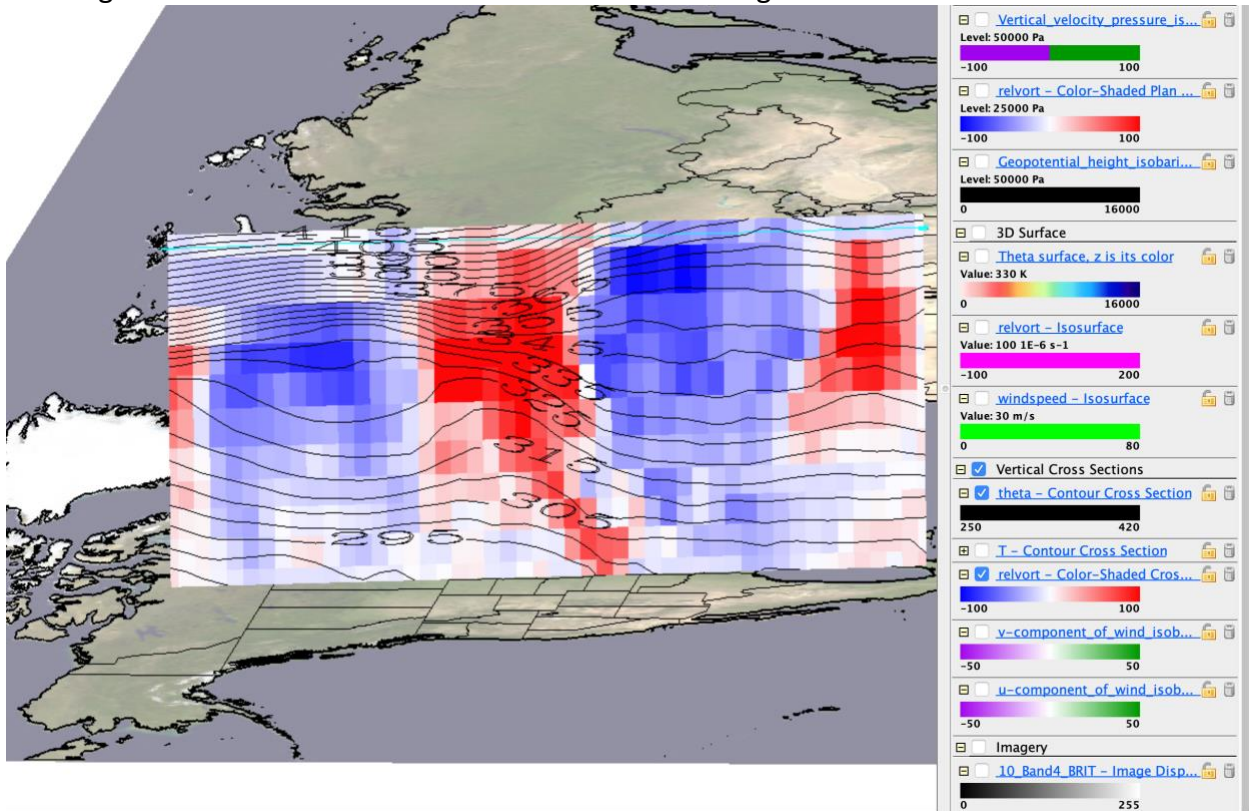 Vertical_velocity_pressure_is...
Level: 50000 Pa
-100 100
relvort – Color-Shaded Plan ...
Level: 25000 Pa
-100 100
Geopotential_height_isobari...
Level: 50000 Pa
0 16000
3D Surface
Theta surface, z is its color
Value: 330 K
0 16000
relvort – Isosurface
Value: 100 1E-6 s-1
-100 200
windspeed – Isosurface
Value: 30 m/s
0 80
Vertical Cross Sections
theta – Contour Cross Section
250 420
T – Contour Cross Section
relvort – Color-Shaded Cros...
-100 100
v-component_of_wind_isob...
-50 50
u-component_of_wind_isob...
-50 50
Imagery
10_Band4_BRIT – Image Disp...
0 255
335
325
315
305
295